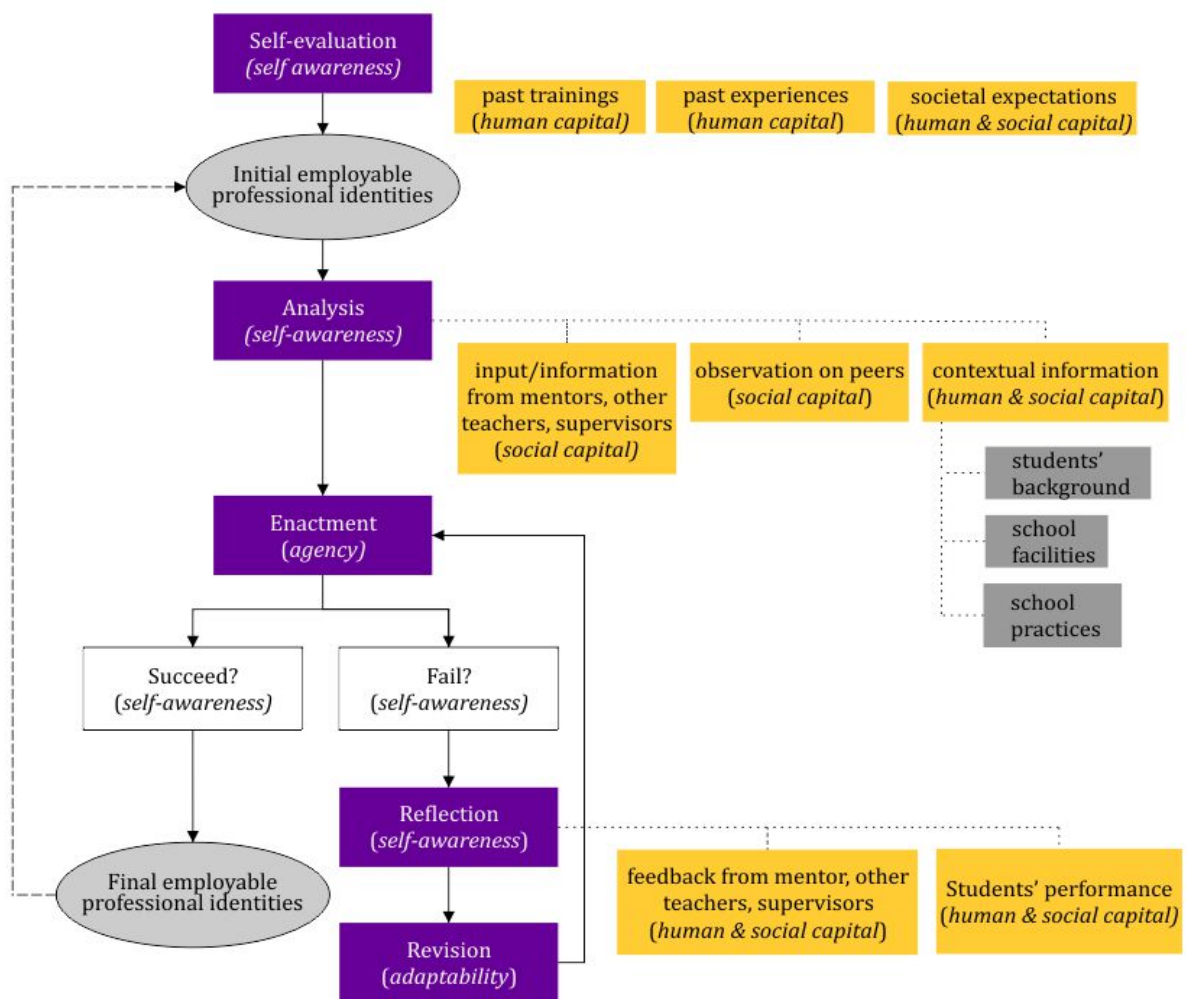 Self-evaluation
(self awareness)
past trainings
(human capital)
past experiences
(human capital)
societal expectations
(human & social capital)
Initial employable
professional identities
Analysis
(self-awareness)
input/information
from mentors, other
teachers, supervisors
(social capital)
observation on peers
(social capital)
contextual information
(human & social capital)
students’
background
school
facilities
school
practices
Enactment
(agency)
Succeed?
(self-awareness)
Fail?
(self-awareness)
Reflection
(self-awareness)
feedback from mentor, other
teachers, supervisors
(human & social capital)
Students’ performance
(human & social capital)
Final employable
professional identities
Revision
(adaptability)